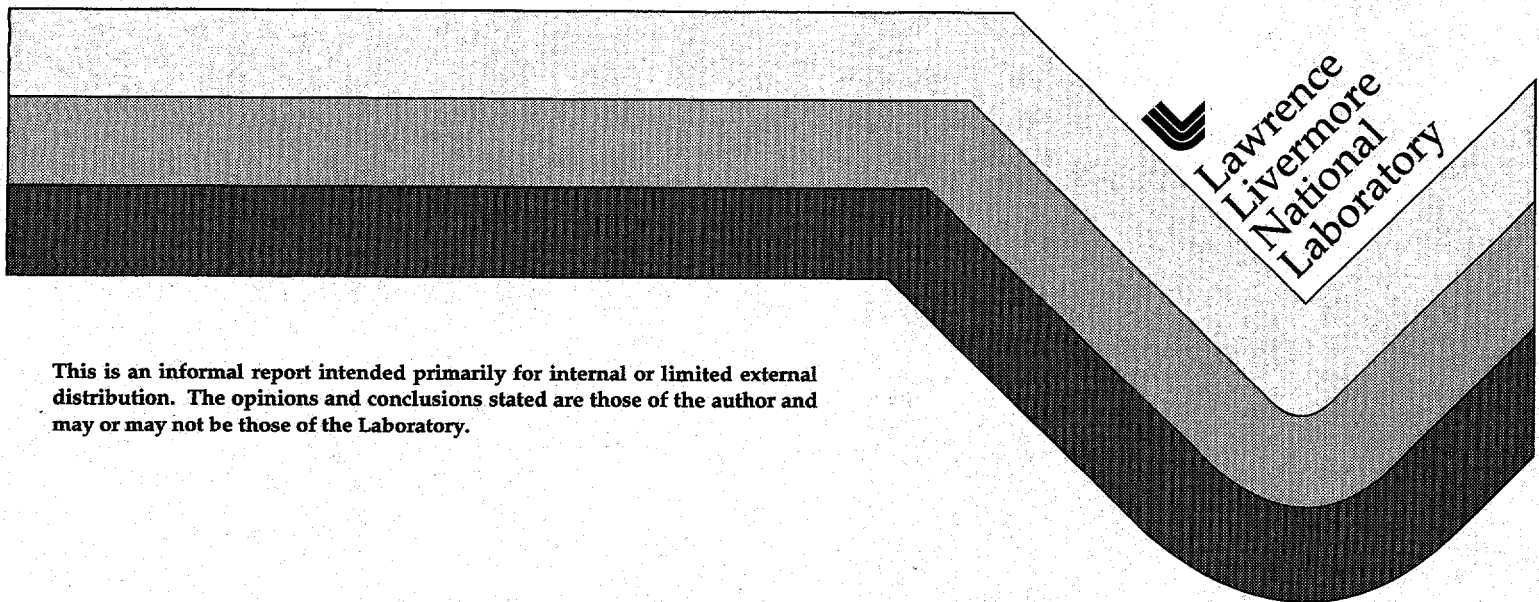 Lawrence
Livermore
National
Laboratory
This is an informal report intended primarily for internal or limited external
distribution. The opinions and conclusions stated are those of the author and
may or may not be those of the Laboratory.